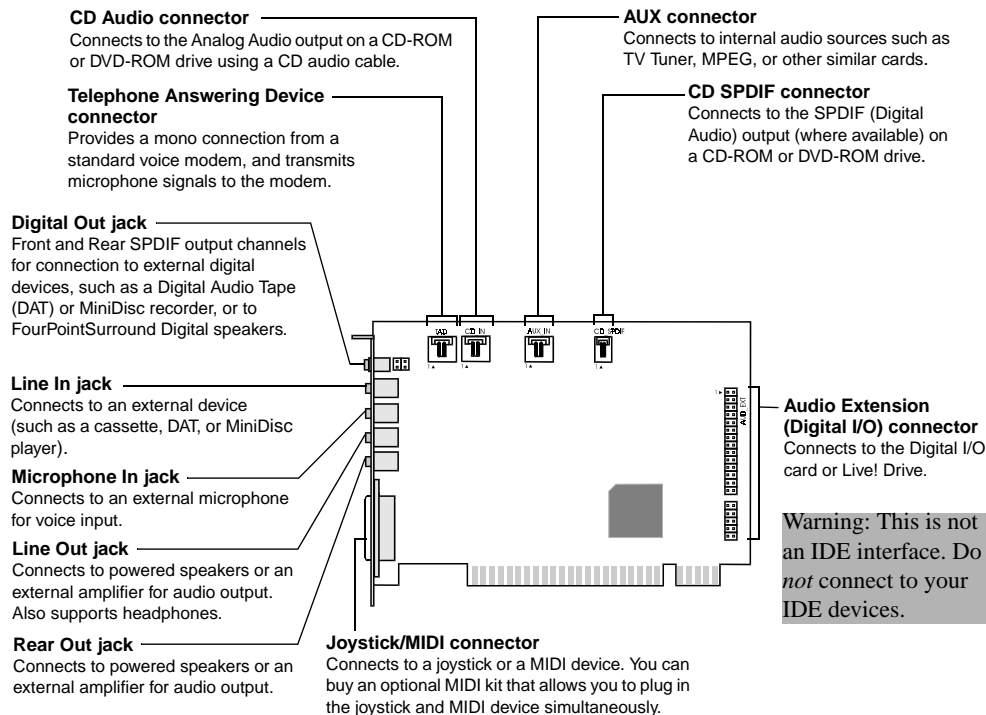 CD Audio connector
Connects to the Analog Audio output on a CD-ROM
or DVD-ROM drive using a CD audio cable.
Telephone Answering Device
connector
Provides a mono connection from a
standard voice modem, and transmits
microphone signals to the modem.
AUX connector
Connects to internal audio sources such as
TV Tuner, MPEG, or other similar cards.
CD SPDIF connector
Connects to the SPDIF (Digital
Audio) output (where available) on
a CD-ROM or DVD-ROM drive.
Digital Out jack
Front and Rear SPDIF output channels
for connection to external digital
devices, such as a Digital Audio Tape
(DAT) or MiniDisc recorder, or to
FourPointSurround Digital speakers.
Line In jack
Connects to an external device
(such as a cassette, DAT, or MiniDisc
player).
Microphone In jack
Connects to an external microphone
for voice input.
Line Out jack
Connects to powered speakers or an
external amplifier for audio output.
Also supports headphones.
Rear Out jack
Connects to powered speakers or an
external amplifier for audio output.
TAD
CD IN
AUX IN
CD SPDIF
1
1
1
1
1
AUD EXT
Audio Extension
(Digital I/O) connector
Connects to the Digital I/O
card or Live! Drive.
Warning: This is not
an IDE interface. Do
not connect to your
IDE devices.
Joystick/MIDI connector
Connects to a joystick or a MIDI device. You can
buy an optional MIDI kit that allows you to plug in
the joystick and MIDI device simultaneously.